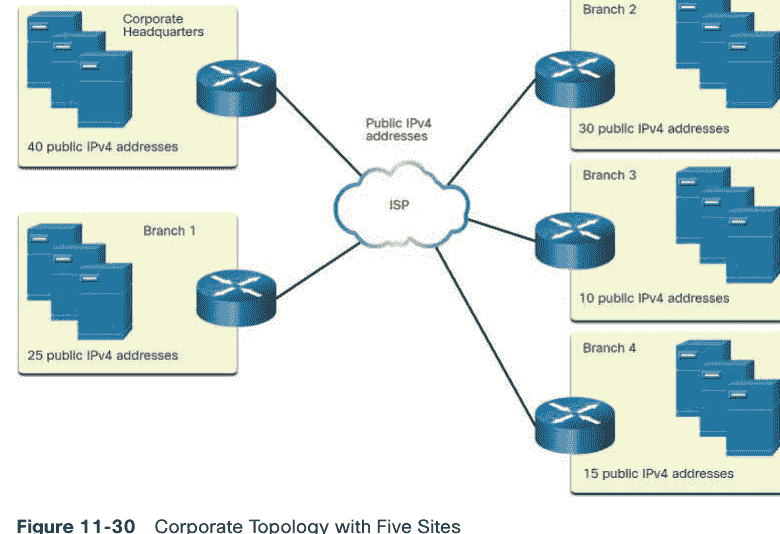 Corporate
Headquarters
40 public IPv4 addresses
Branch 1
25 public IPv4 addresses
Public IPv4
addresses
ISP
Branch 2
30 public IPv4 addresses
Branch 3
10 public IPv4 addresses
Branch 4
15 public IPv4 addresses
Figure 11-30 Corporate Topology with Five Sites